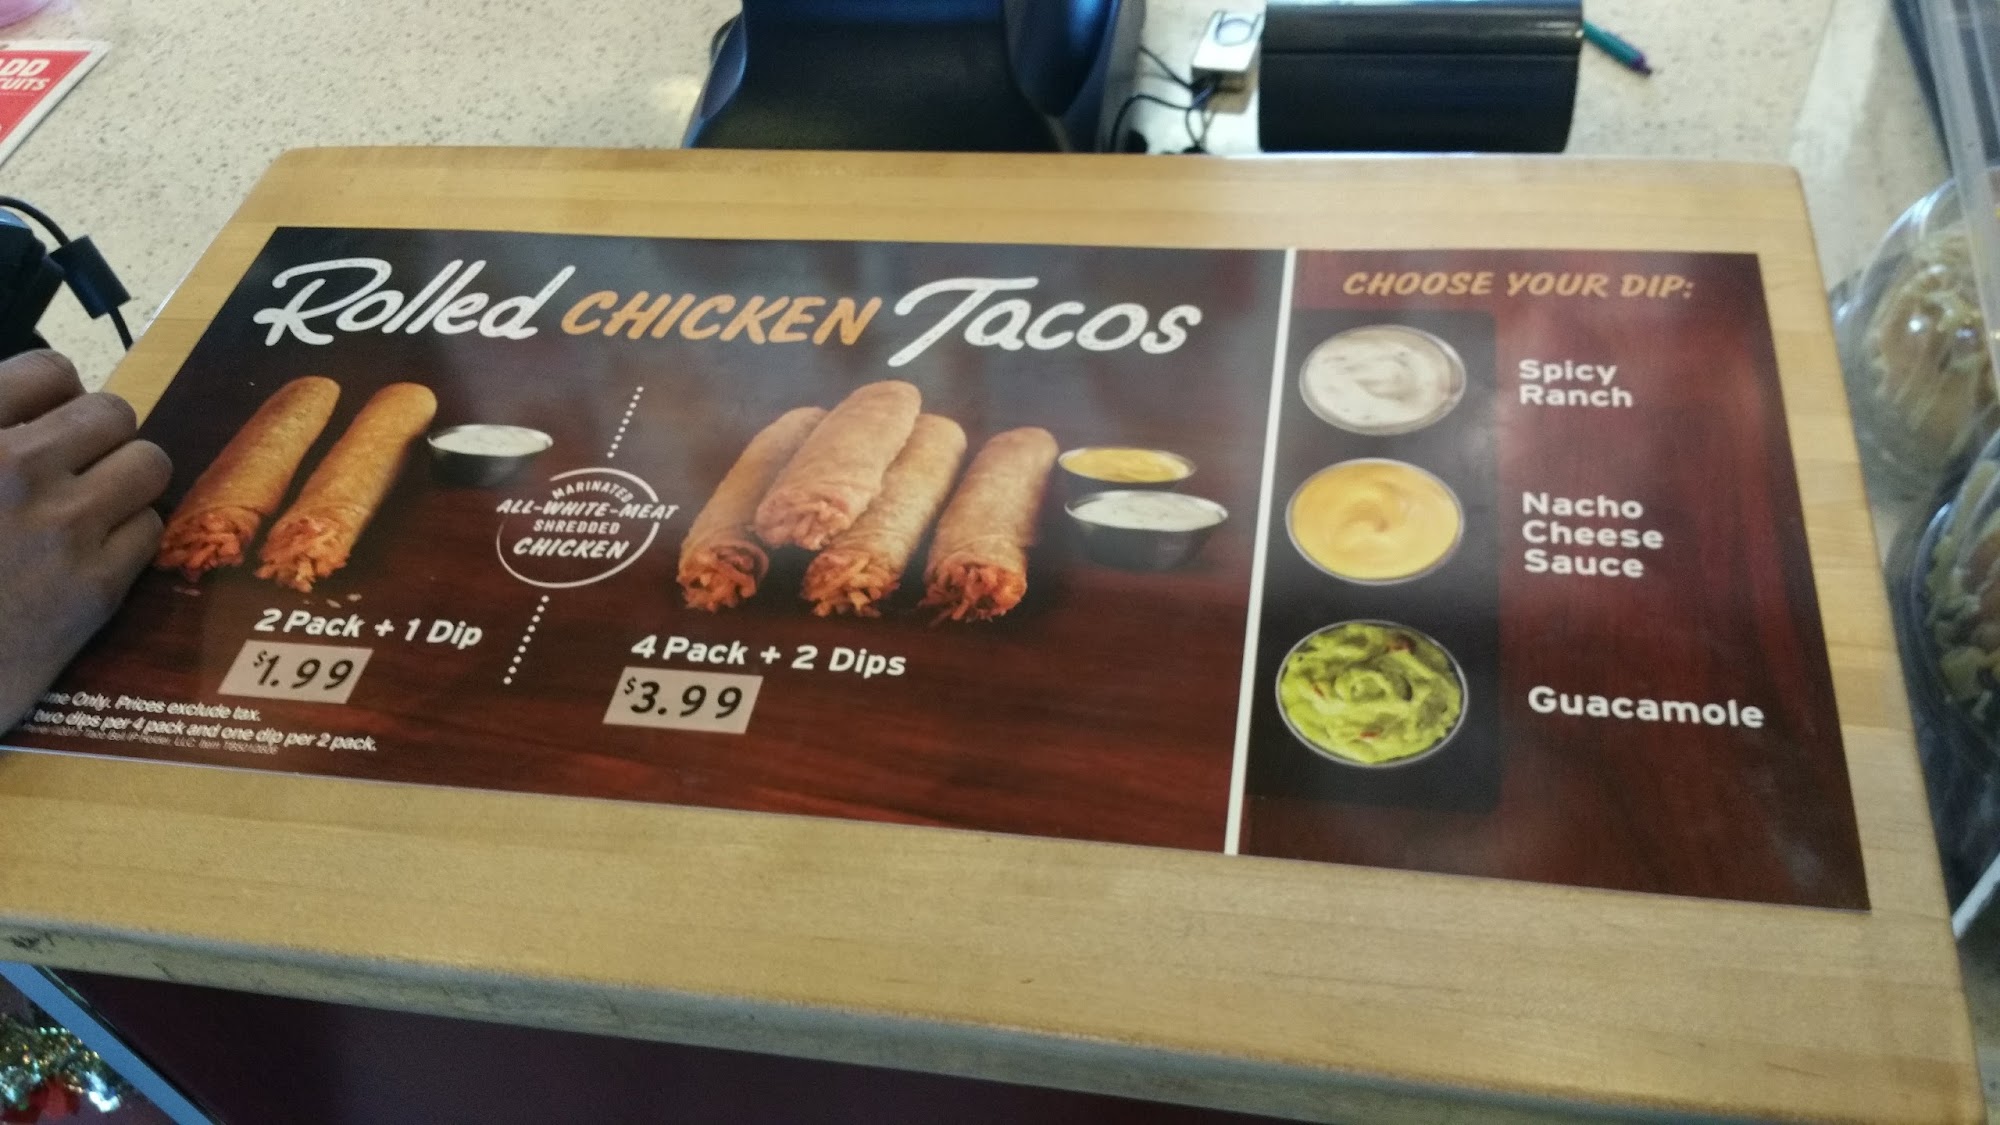 DD
CUITS
Rolled CHICKEN Tacos
MARINATED
ALL-WHITE-MEAT
SHREDDED
CHICKEN
2 Pack + 1 Dip
$1.99
4 Pack + 2 Dips
$3.99
Only. Prices exclude tax.
two dips per 4 pack and one dip per 2 pack.
CHOOSE YOUR DIP:
Spicy
Ranch
Nacho
Cheese
Sauce
Guacamole